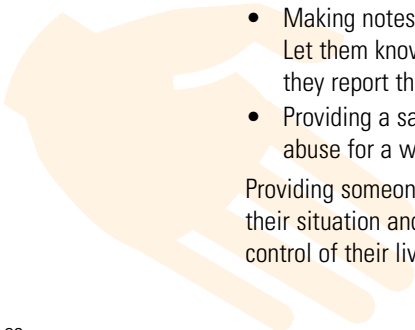 • Making notes
Let them know
they report th
• Providing a sa
abuse for a w
Providing someon
their situation and
control of their liv